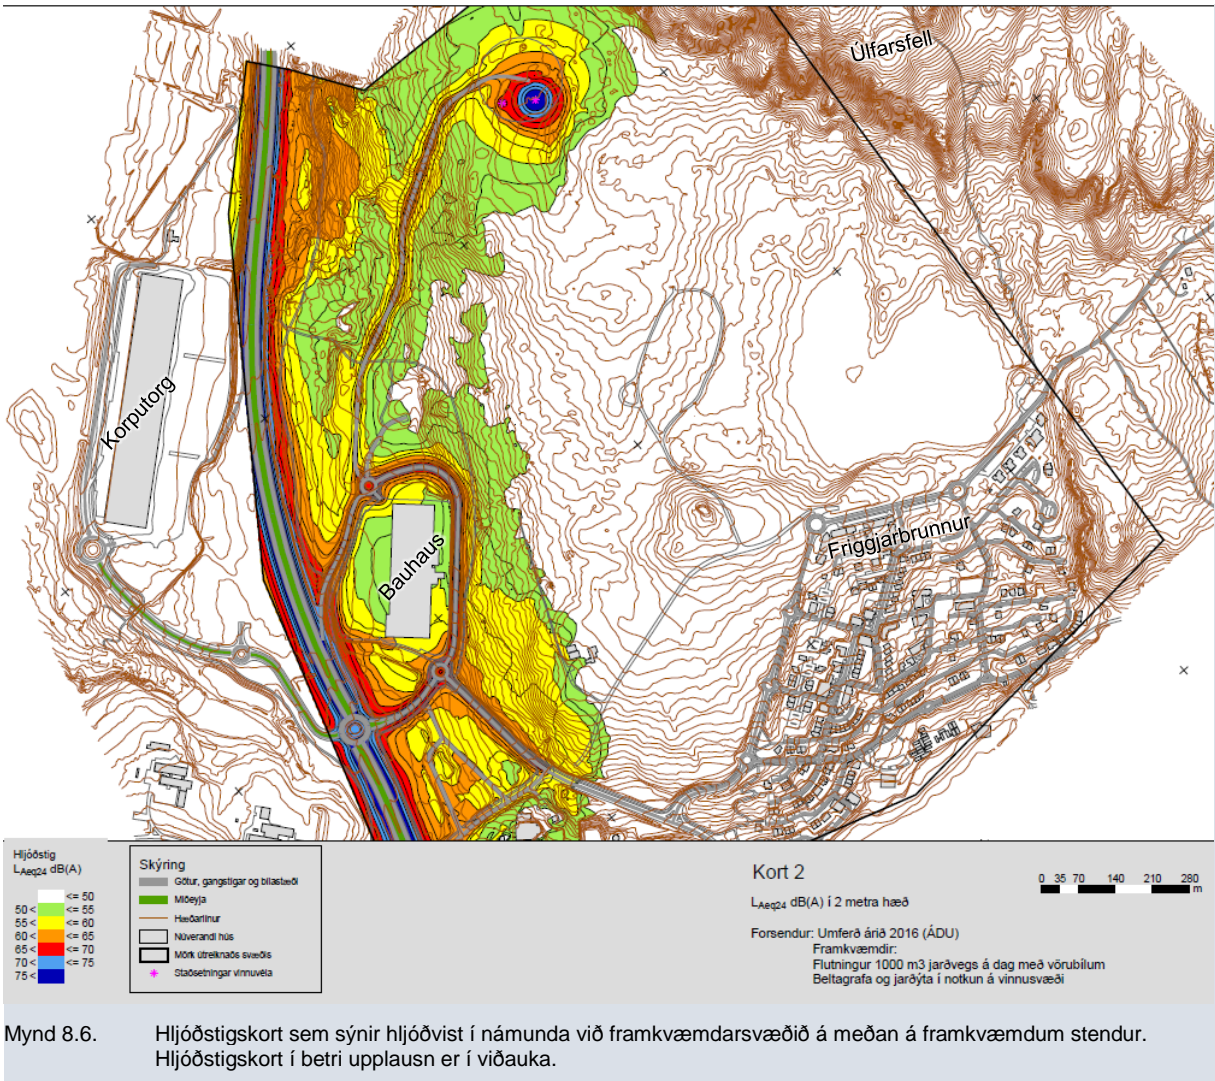 Úlfarsfell
Korputorg
Bauhaus
Friggjarbrunnur
Hljóðstig
LAeq24 dB(A)
<= 50
50 < <= 55
55 < <= 60
60 < <= 65
65 < <= 70
70 < <= 75
75 <
Skýring
Götur, gangstígar og bílastæði
Miðeyja
Hæðarlínur
Núverandi hús
Mörk útreiknaðs svæðis
Staðsetningar vinnuvéla
Kort 2
LAeq24 dB(A) í 2 metra hæð
Forsendur: Umferð árið 2016 (ÁDU)
Framkvæmdir:
Flutningur 1000 m3 jarðvegs á dag með vörubílum
Beltagrafa og jarðýta í notkun á vinnusvæði
0 35 70 140 210 280
m
Mynd 8.6. Hljóðstigskort sem sýnir hljóðvist í námunda við framkvæmdarsvæðið á meðan á framkvæmdum stendur.
Hljóðstigskort í betri upplausn er í viðauka.